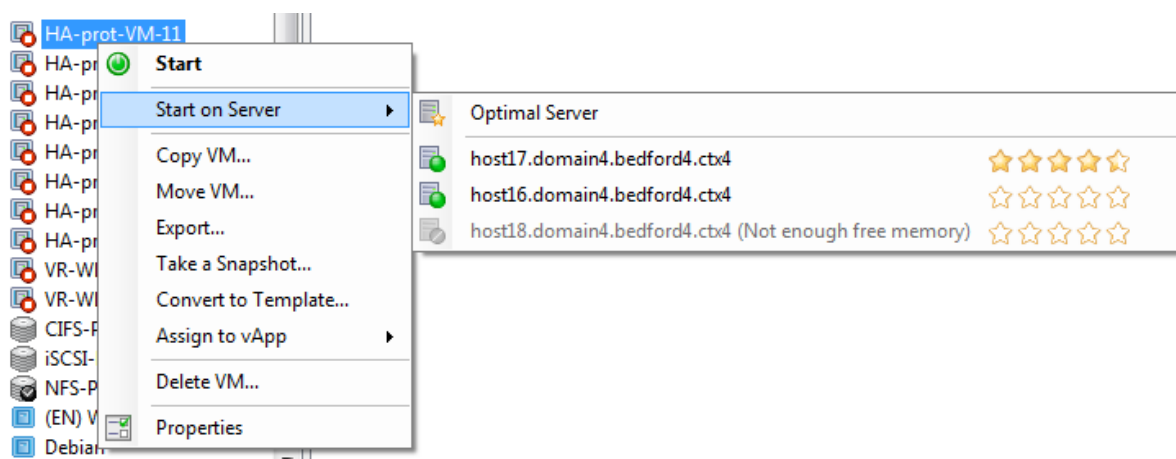 HA-prot-VM-11
HA-pr
Start
HA-pr
HA-pr
Start on Server
Optimal Server
HA-pr
Copy VM...
host17.domain4.bedford4.ctx4
HA-pr
Move VM...
host16.domain4.bedford4.ctx4
HA-pr
Export...
host18.domain4.bedford4.ctx4 (Not enough free memory)
HA-pr
Take a Snapshot...
VR-WI
Convert to Template...
VR-WI
CIFS-
Assign to vApp
iSCSI-
Delete VM...
NFS-P
(EN)
Properties
Debian